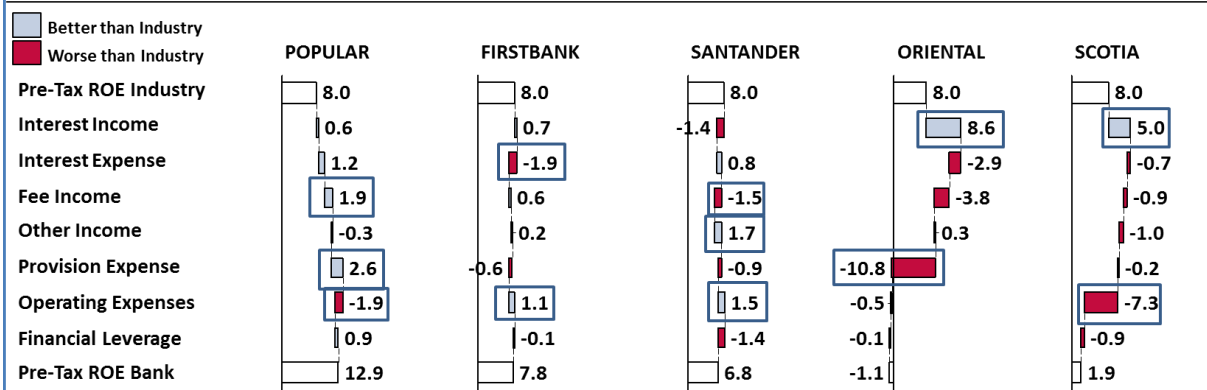 Better than Industry
Worse than Industry
POPULAR FIRSTBANK SANTANDER ORIENTAL SCOTIA
Pre-Tax ROE Industry 8.0 8.0 8.0 8.0 8.0
Interest Income 0.6 0.7 -1.4 8.6 5.0
Interest Expense 1.2 -1.9 0.8 -2.9 -0.7
Fee Income 1.9 0.6 -1.5 -3.8 -0.9
Other Income -0.3 0.2 1.7 0.3 -1.0
Provision Expense 2.6 -0.6 -0.9 -10.8 -0.2
Operating Expenses -1.9 1.1 1.5 -0.5 -7.3
Financial Leverage 0.9 -0.1 -1.4 -0.1 -0.9
Pre-Tax ROE Bank 12.9 7.8 6.8 -1.1 1.9